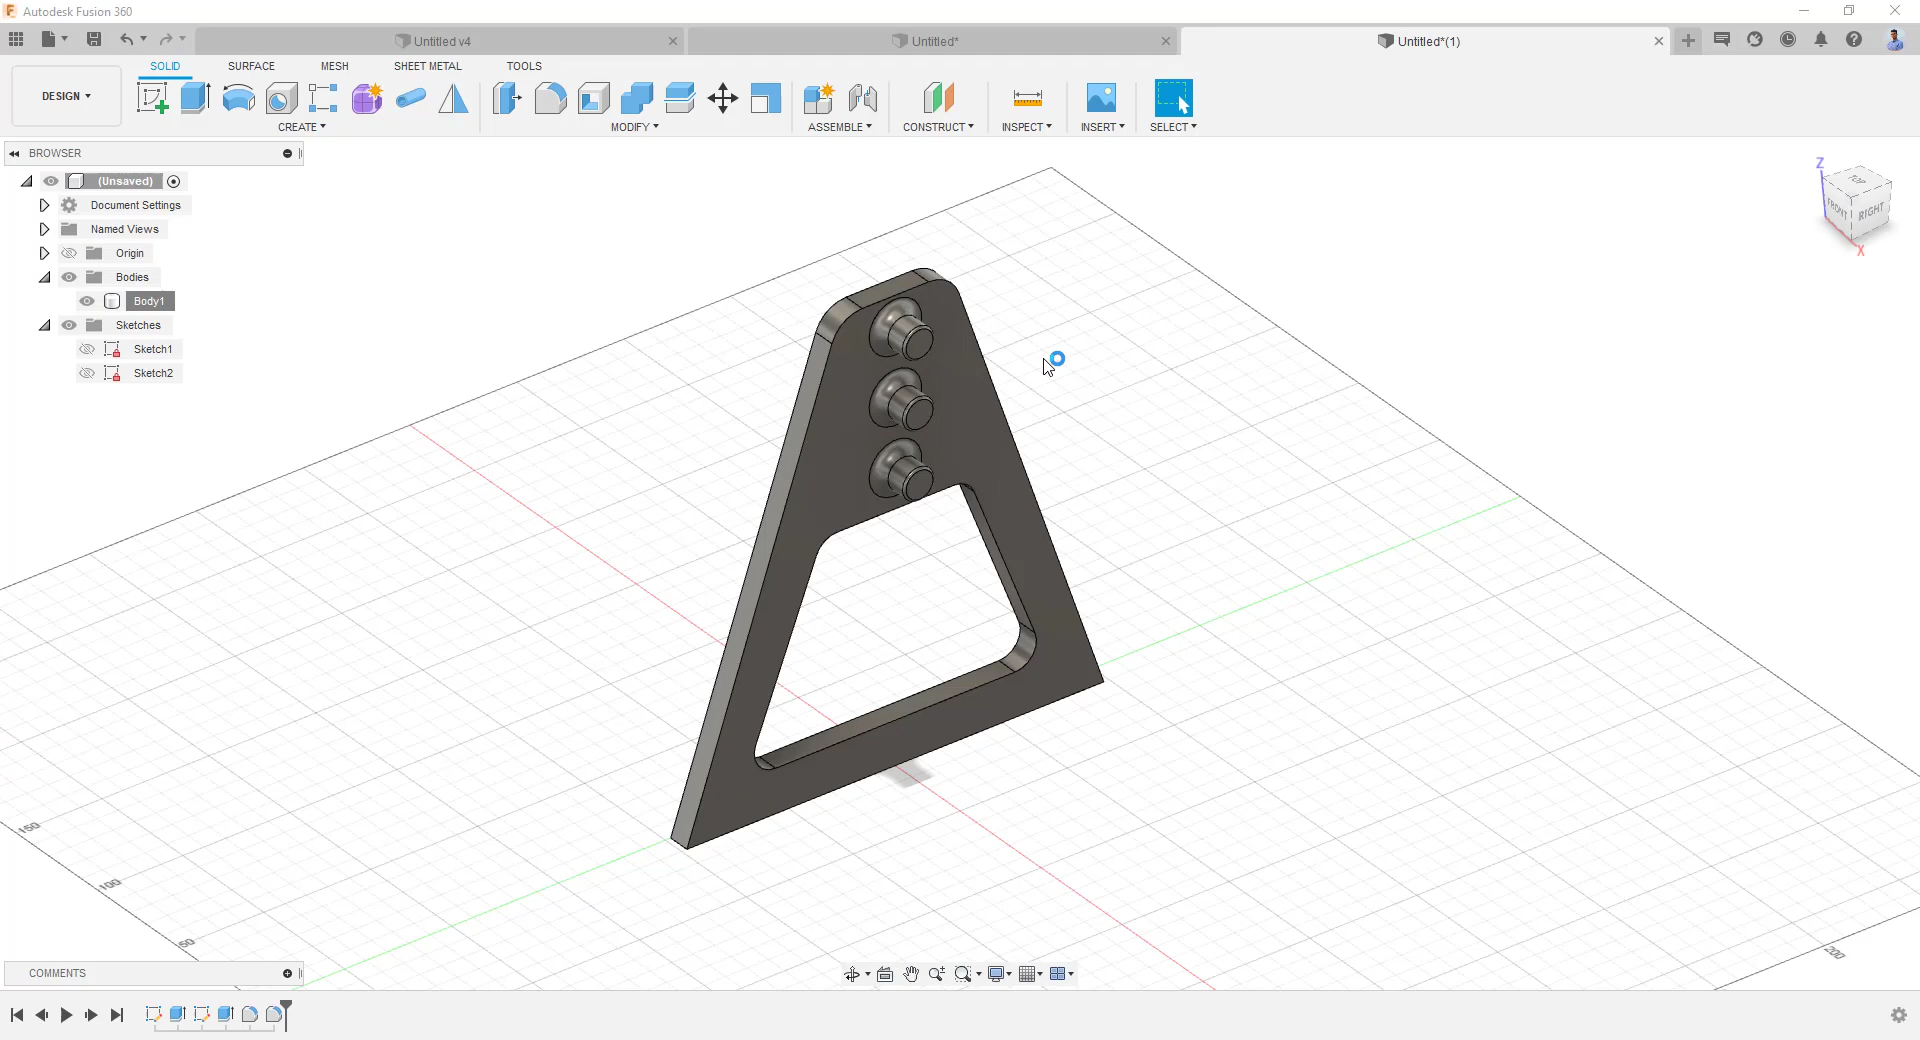 Autodesk Fusion 360
Untitled v4
Untitled*
Untitled*(1)
SOLID
SURFACE
MESH
SHEET METAL
TOOLS
DESIGN
CREATE
MODIFY
ASSEMBLE
CONSTRUCT
INSPECT
INSERT
SELECT
BROWSER
(Unsaved)
Document Settings
Named Views
Origin
Bodies
Body1
Sketches
Sketch1
Sketch2
Z
TOP
FRONT
RIGHT
X
150
100
50
200
COMMENTS